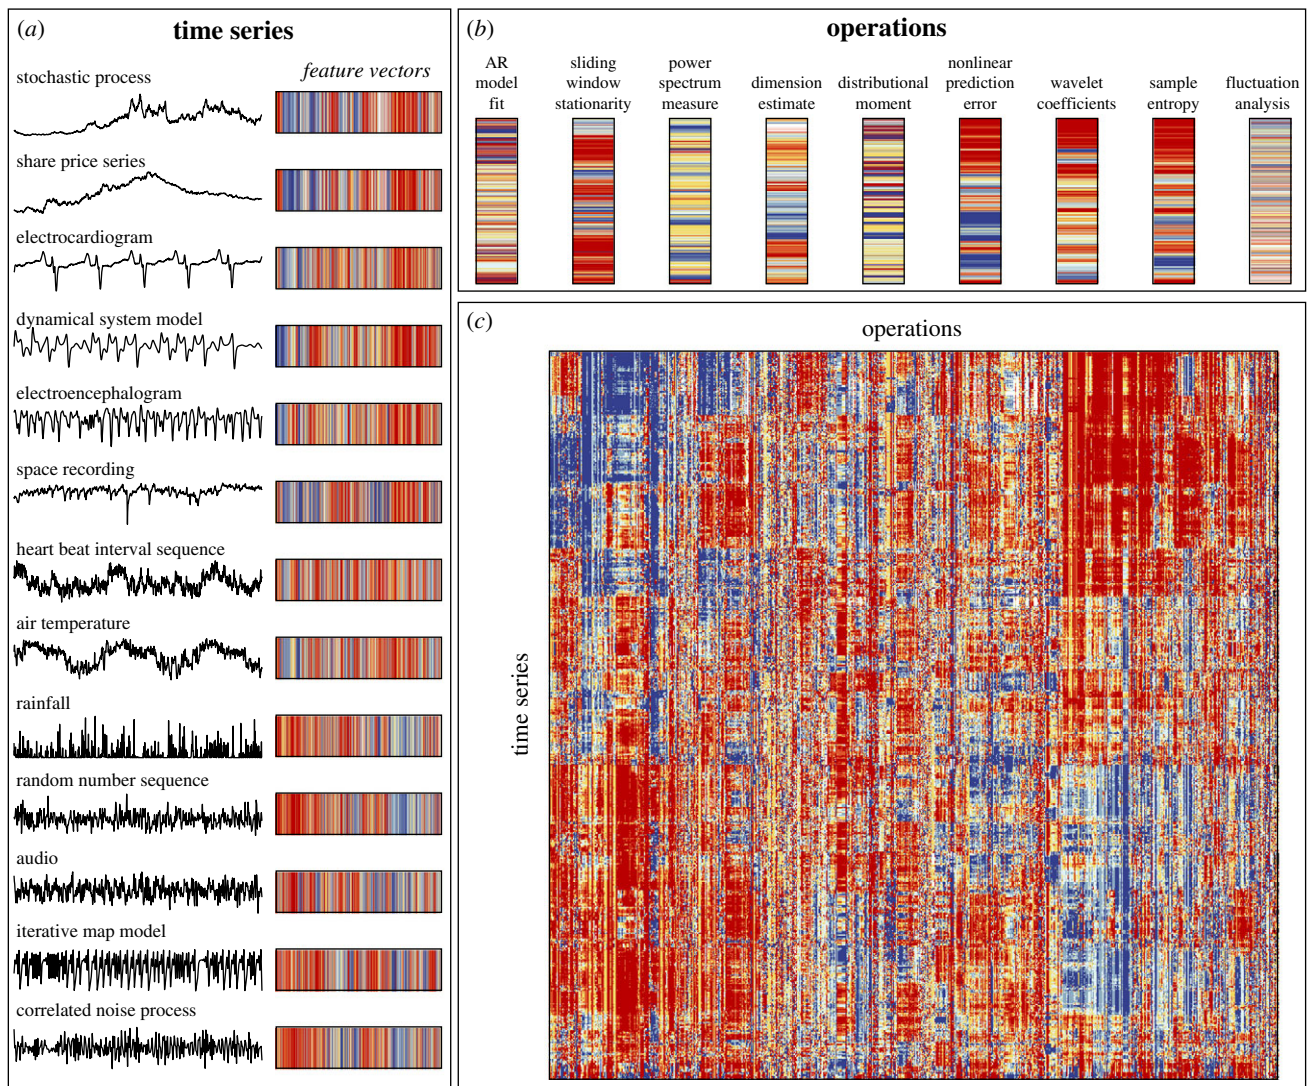 (a)
time series
feature vectors
stochastic process
share price series
electrocardiogram
dynamical system model
electroencephalogram
space recording
heart beat interval sequence
air temperature
rainfall
random number sequence
audio
iterative map model
correlated noise process
(b)
operations
AR
model
fit
sliding
window
stationarity
power
spectrum
measure
dimension
estimate
distributional
moment
nonlinear
prediction
error
wavelet
coefficients
sample
entropy
fluctuation
analysis
(c)
operations
time series